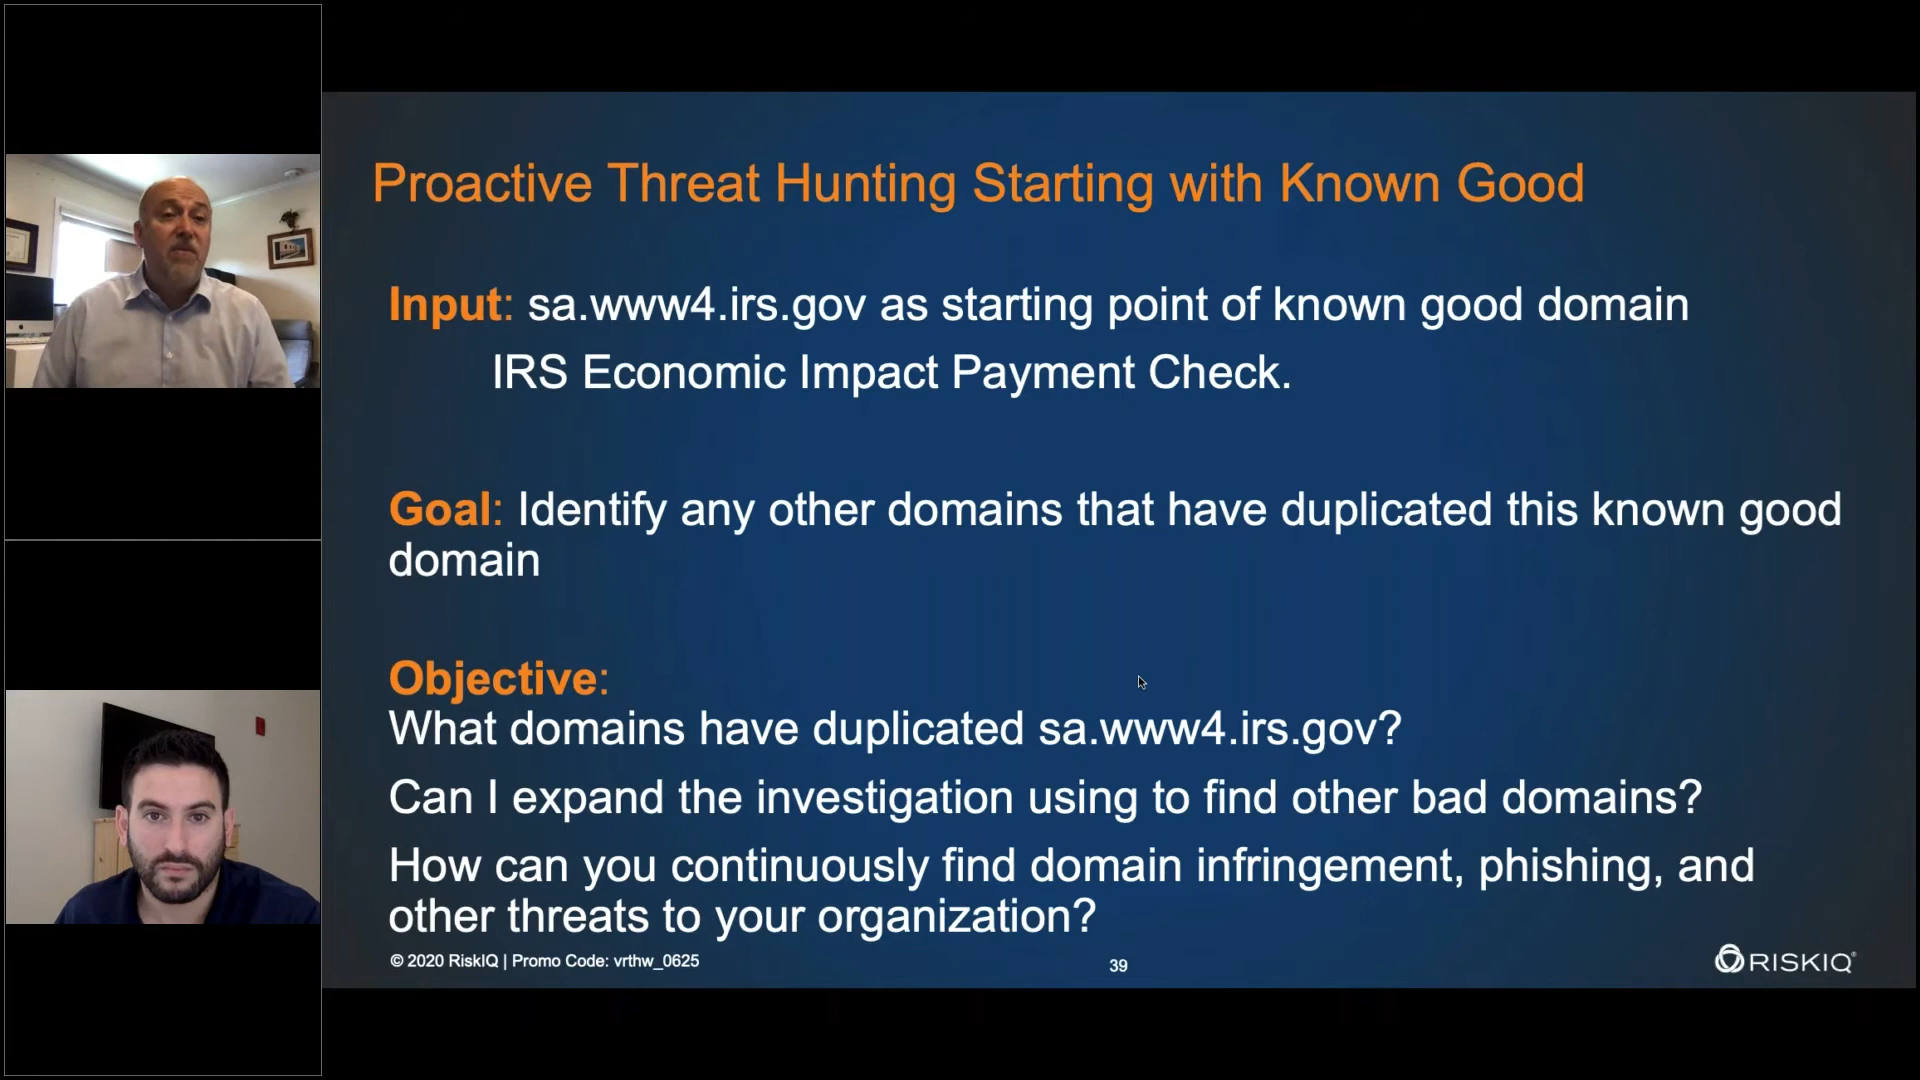 Proactive Threat Hunting Starting with Known Good
Input: sa.www4.irs.gov as starting point of known good domain
IRS Economic Impact Payment Check.
Goal: Identify any other domains that have duplicated this known good
domain
Objective:
What domains have duplicated sa.www4.irs.gov?
Can I expand the investigation using to find other bad domains?
How can you continuously find domain infringement, phishing, and
other threats to your organization?
© 2020 RiskIQ | Promo Code: vrthw_0625
39
RISKIQ®